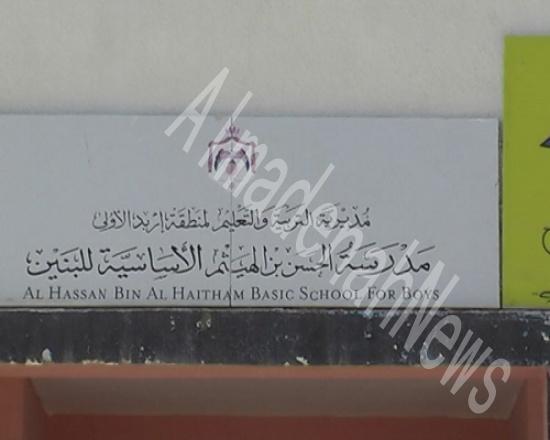 مديرية التربية والتعليم لمنطقة إربد الأولى
مدرسة الحسن بن الهيثم الأساسية للبنين
AL HASSAN BIN AL HAITHAM BASIC SCHOOL FOR BOYS
AlmadenahNews